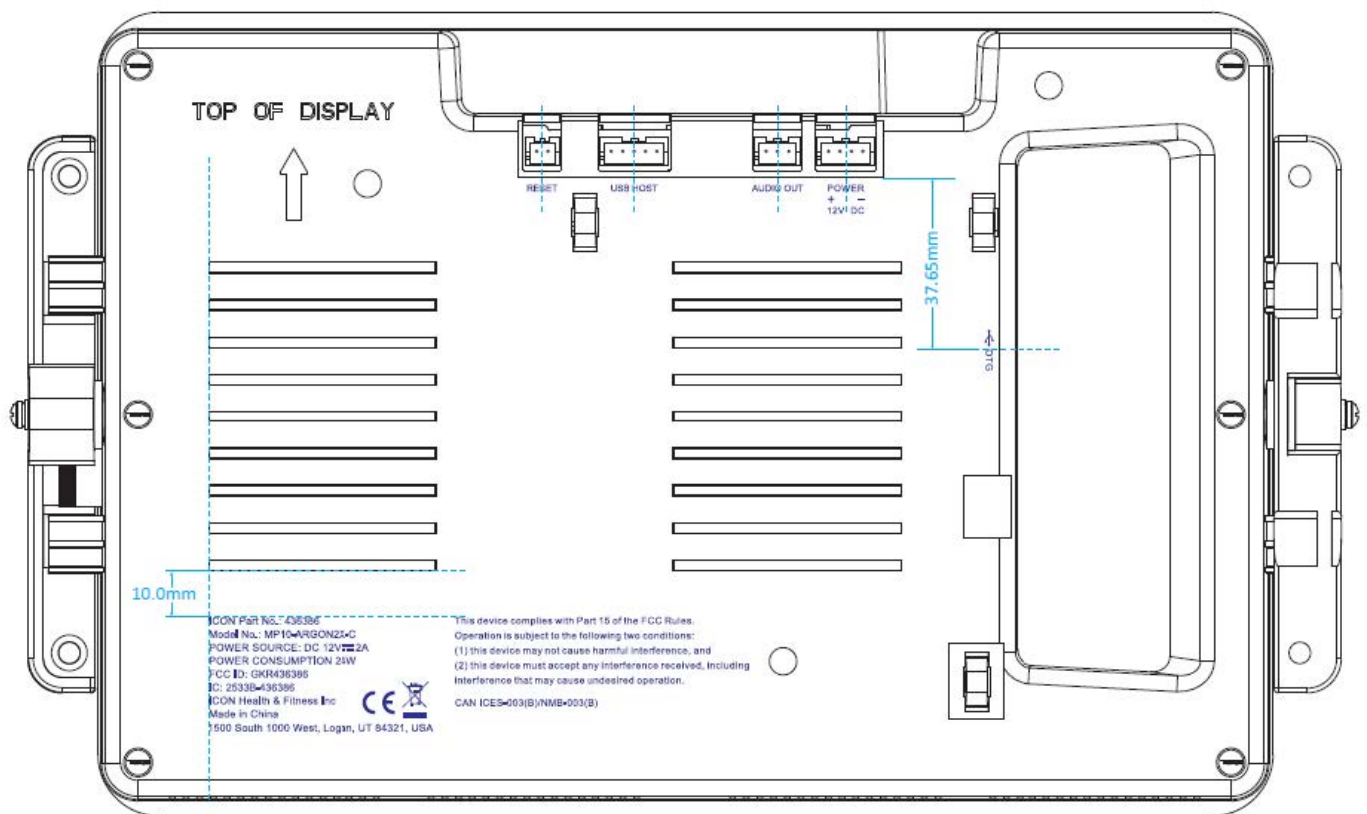 TOP OF DISPLAY
RESET
USB HOST
AUDIO OUT
POWER
+ −
12V DC
37.65mm
OTG
10.0mm
ICON Part No.: 436386
Model No.: MP10-ARGON2X-C
POWER SOURCE: DC 12V⎓2A
POWER CONSUMPTION 24W
FCC ID: GKR436386
IC: 2533B-436386
ICON Health & Fitness Inc
Made in China
1500 South 1000 West, Logan, UT 84321, USA
CE
This device complies with Part 15 of the FCC Rules.
Operation is subject to the following two conditions:
(1) this device may not cause harmful interference, and
(2) this device must accept any interference received, including
interference that may cause undesired operation.
CAN ICES-003(B)/NMB-003(B)